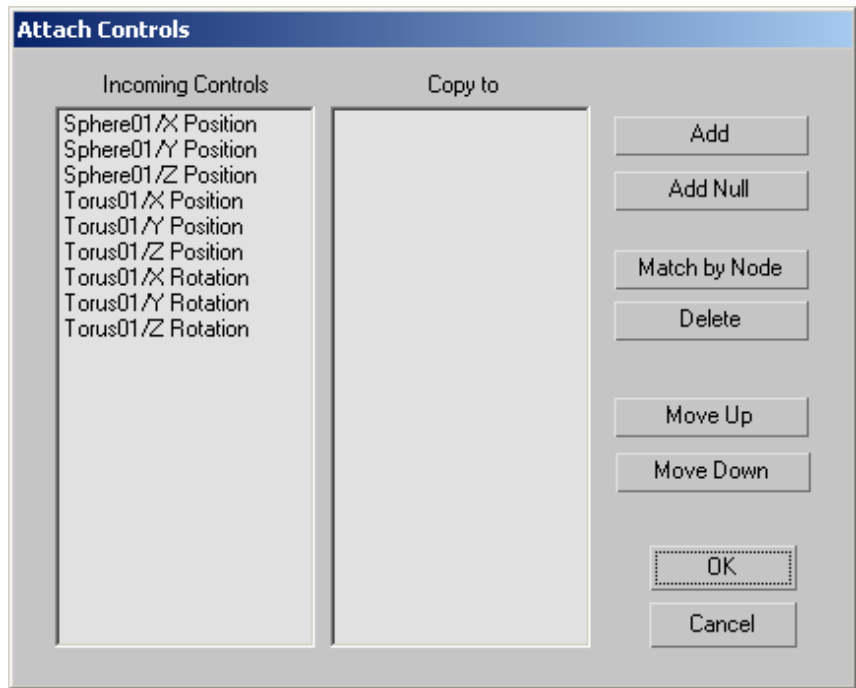 Attach Controls
Incoming Controls
Copy to
Sphere01/X Position
Sphere01/Y Position
Sphere01/Z Position
Torus01/X Position
Torus01/Y Position
Torus01/Z Position
Torus01/X Rotation
Torus01/Y Rotation
Torus01/Z Rotation
Add
Add Null
Match by Node
Delete
Move Up
Move Down
OK
Cancel